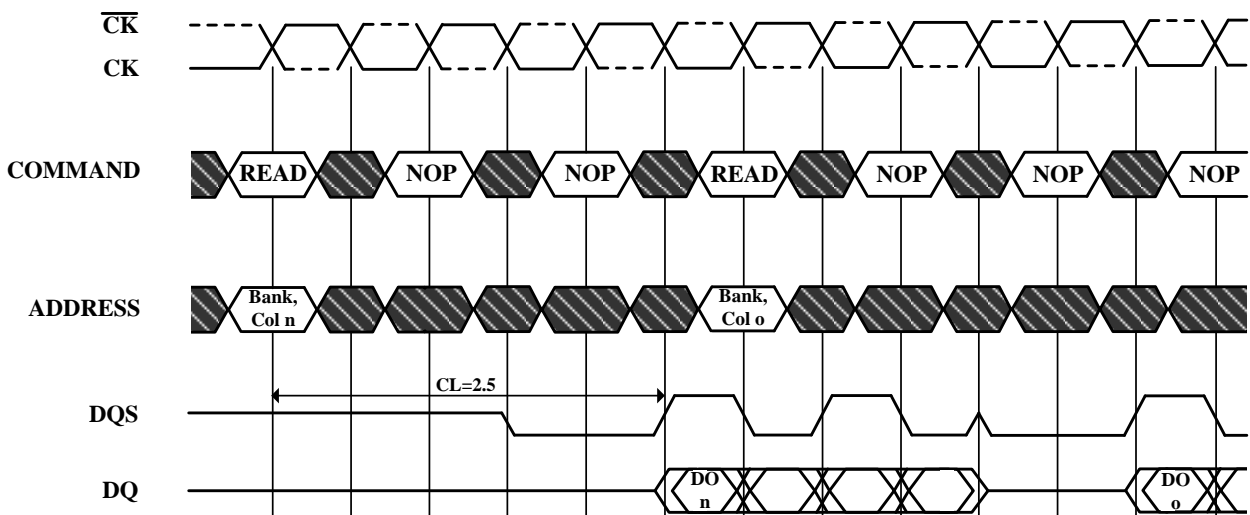 C̅K̅
CK
COMMAND
READ NOP NOP READ NOP NOP NOP
ADDRESS
Bank,
Col n
Bank,
Col o
CL=2.5
DQS
DQ
DO
n
DO
o